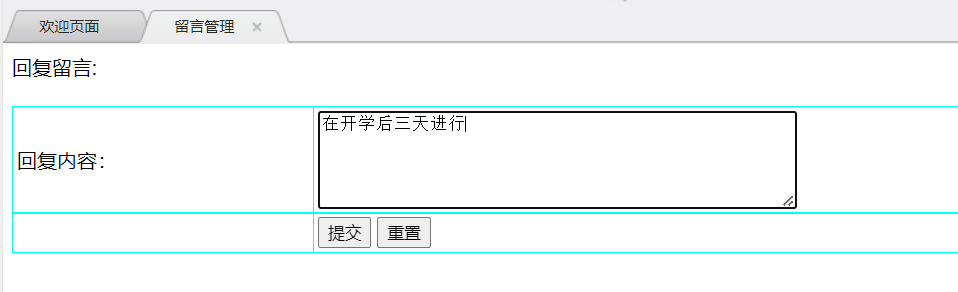 欢迎页面 留言管理
回复留言:
在开学后三天进行
回复内容:
提交 重置